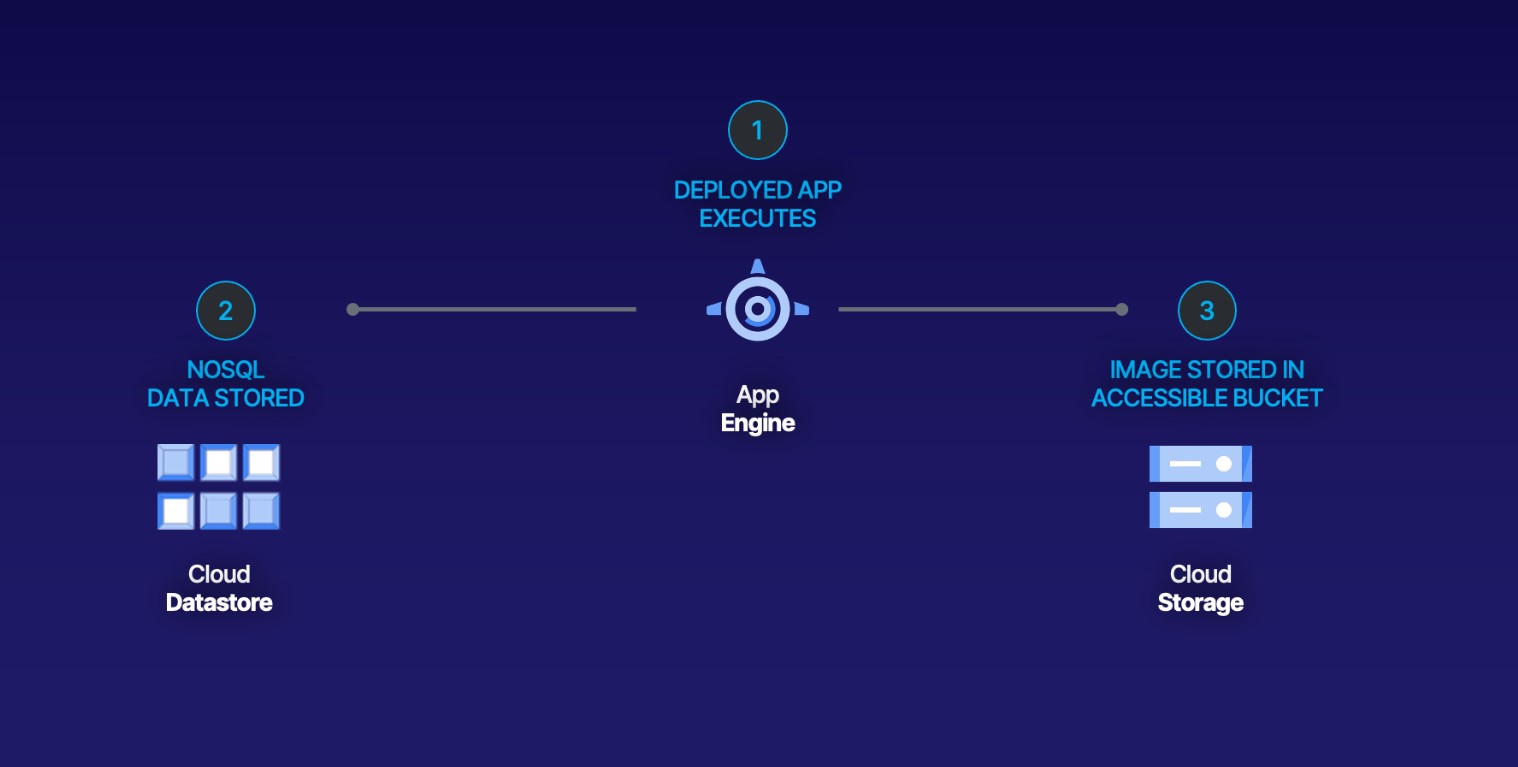 1
DEPLOYED APP
EXECUTES
App
Engine
2
NOSQL
DATA STORED
Cloud
Datastore
3
IMAGE STORED IN
ACCESSIBLE BUCKET
Cloud
Storage